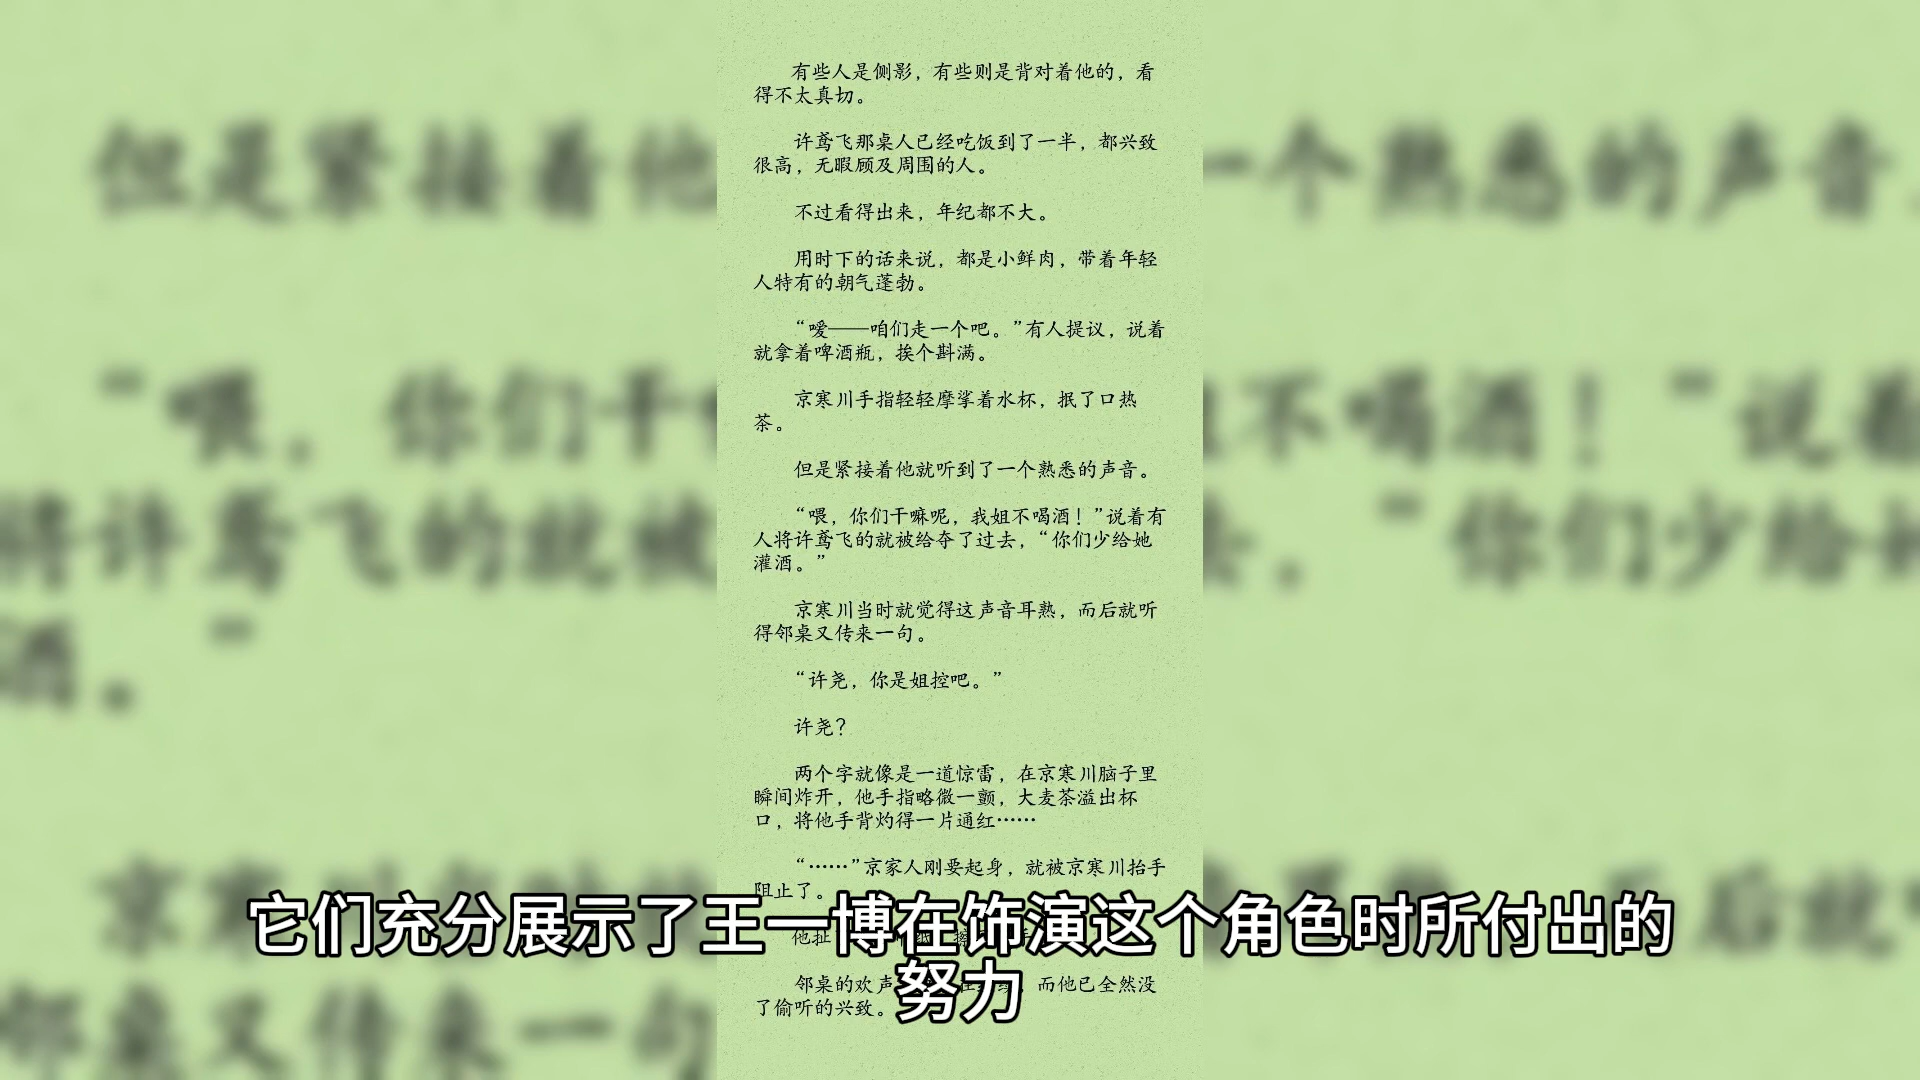 有些人是侧影，有些则是背对着他的，看
得不太真切。
许鸢飞那桌人已经吃饭到了一半，都兴致
很高，无暇顾及周围的人。
不过看得出来，年纪都不大。
用时下的话来说，都是小鲜肉，带着年轻
人特有的朝气蓬勃。
“嗳——咱们走一个吧。”有人提议，说着
就拿着啤酒瓶，挨个斟满。
京寒川手指轻轻摩挲着水杯，抿了口热
茶。
但是紧接着他就听到了一个熟悉的声音。
“喂，你们干嘛呢，我姐不喝酒！”说着有
人将许鸢飞的就被给夺了过去，“你们少给她
灌酒。”
京寒川当时就觉得这声音耳熟，而后就听
得邻桌又传来一句。
“许尧，你是姐控吧。”
许尧？
两个字就像是一道惊雷，在京寒川脑子里
瞬间炸开，他手指略微一颤，大麦茶溢出杯
口，将他手背灼得一片通红……
“……”京家人刚要起身，就被京寒川抬手
阻止了。
他扯
邻桌的欢声 而他已全然没
了偷听的兴致。
它们充分展示了王一博在饰演这个角色时所付出的
努力